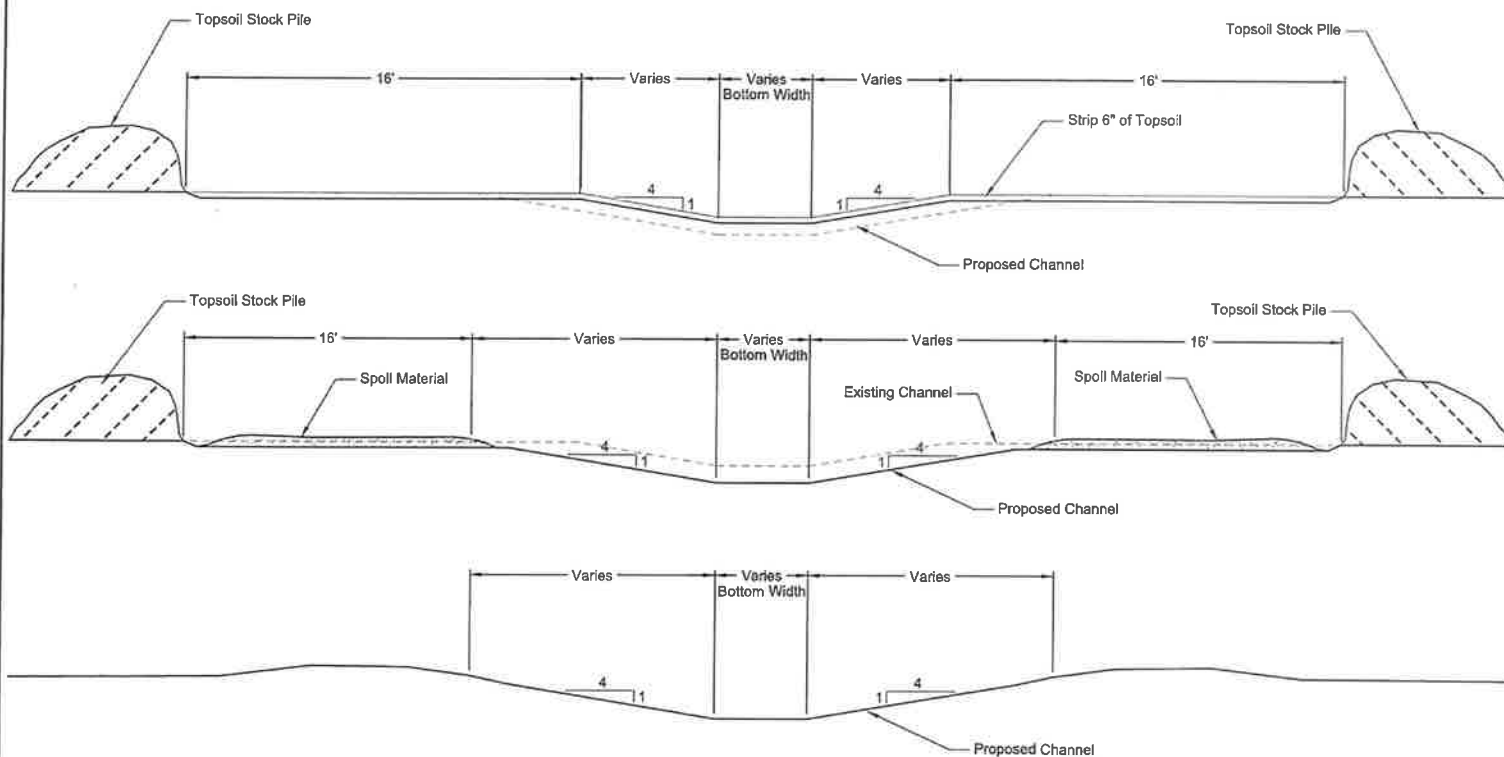 Topsoil Stock Pile
Topsoil Stock Pile
16'
Varies
Varies
Bottom Width
Varies
16'
Strip 6" of Topsoil
4
1
4
1
Proposed Channel
Topsoil Stock Pile
Topsoil Stock Pile
16'
Varies
Varies
Bottom Width
Varies
16'
Spoil Material
Existing Channel
Spoil Material
4
1
4
1
Proposed Channel
Varies
Varies
Bottom Width
Varies
4
1
4
1
Proposed Channel